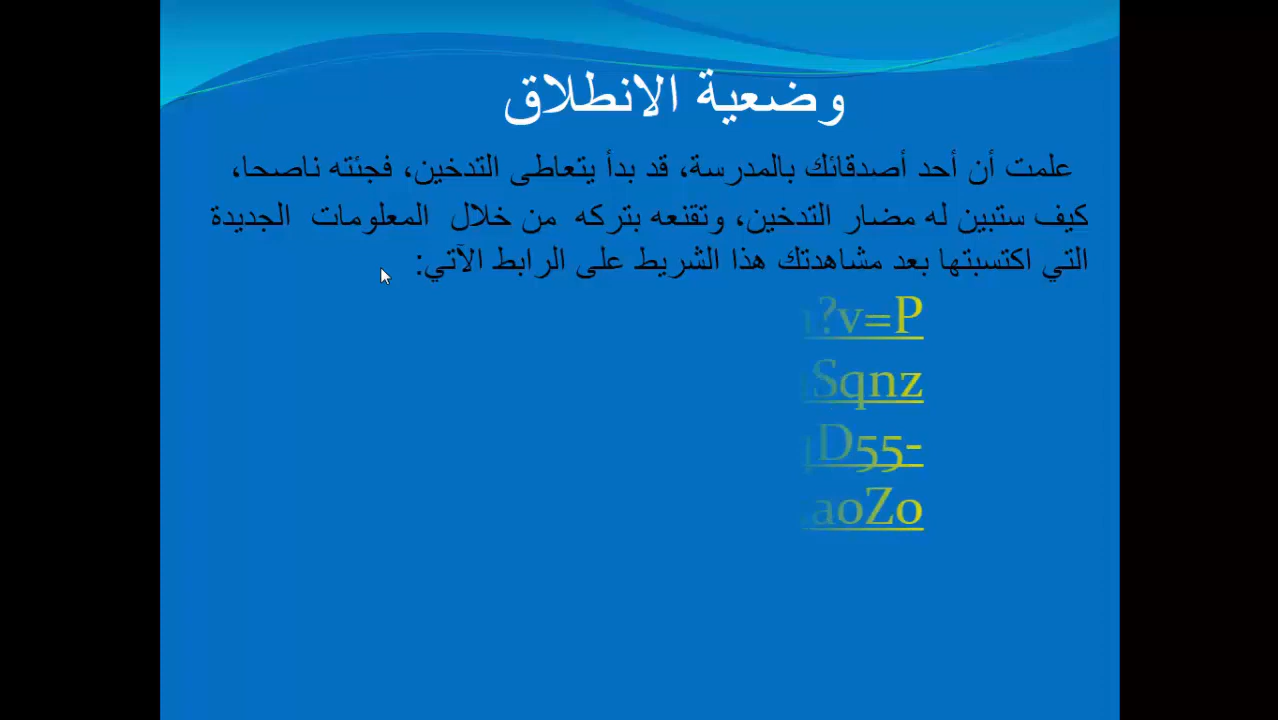 وضعية الانطلاق
علمت أن أحد أصدقائك بالمدرسة، قد بدأ يتعاطى التدخين، فجئته ناصحا،
كيف ستبين له مضار التدخين، وتقنعه بتركه من خلال المعلومات الجديدة
التي اكتسبتها بعد مشاهدتك هذا الشريط على الرابط الآتي:
?v=P
Sqnz
D55-
aoZo